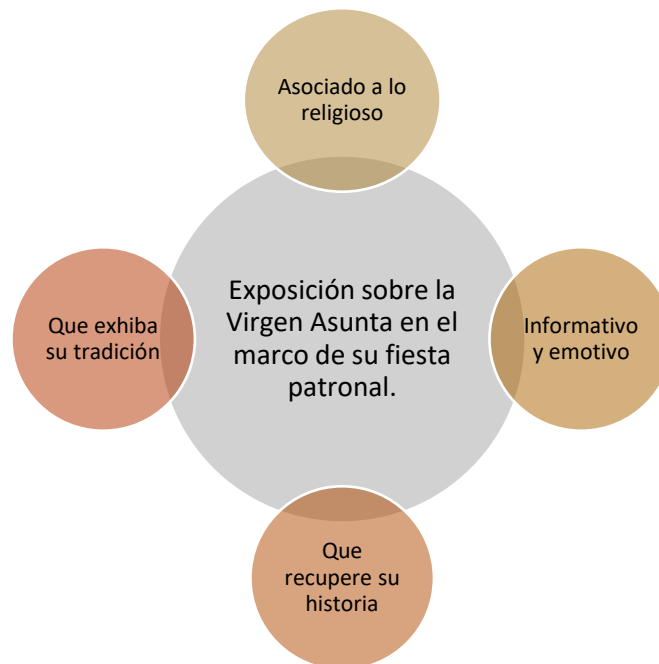 Asociado a lo
religioso
Exposición sobre la
Virgen Asunta en el
marco de su fiesta
patronal.
Que exhiba
su tradición
Informativo
y emotivo
Que
recupere su
historia